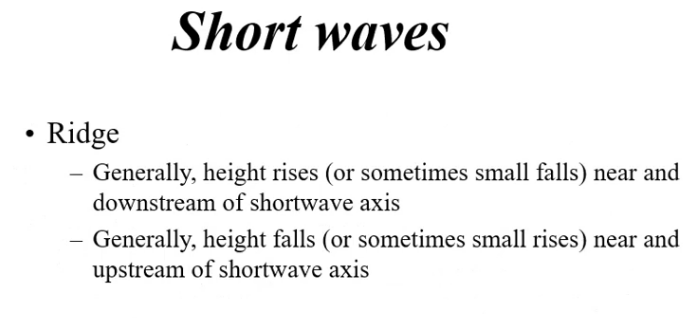 Short waves
• Ridge
– Generally, height rises (or sometimes small falls) near and
downstream of shortwave axis
– Generally, height falls (or sometimes small rises) near and
upstream of shortwave axis